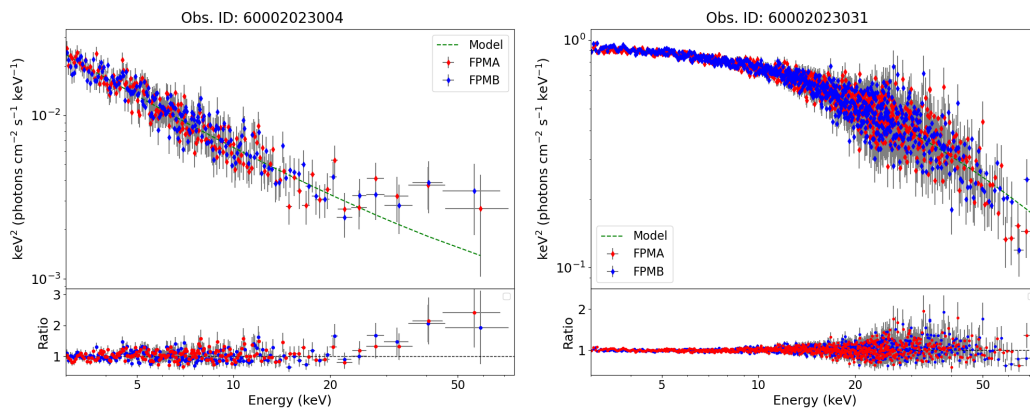 Obs. ID: 60002023004
keV² (photons cm⁻² s⁻¹ keV⁻¹)
10⁻²
10⁻³
Model
FPMA
FPMB
Ratio
3
2
1
5
10
20
50
Energy (keV)
Obs. ID: 60002023031
keV² (photons cm⁻² s⁻¹ keV⁻¹)
10⁰
10⁻¹
Model
FPMA
FPMB
Ratio
2
1
5
10
20
50
Energy (keV)